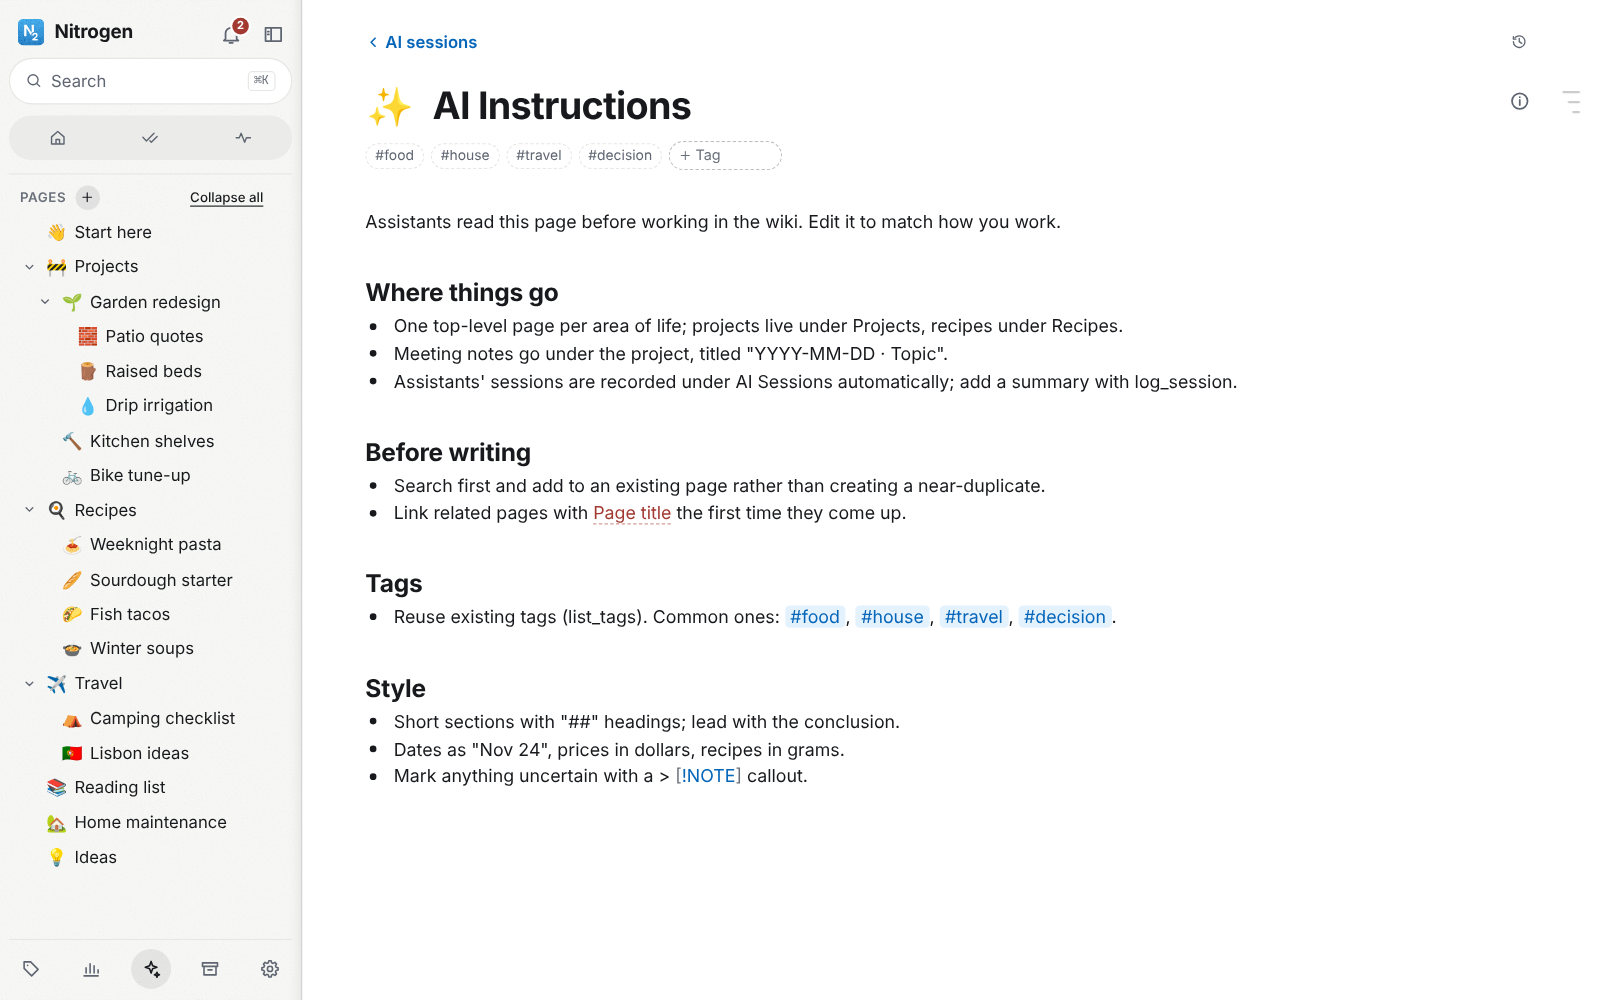 Nitrogen
2
Search
⌘K
PAGES
Collapse all
Start here
Projects
Garden redesign
Patio quotes
Raised beds
Drip irrigation
Kitchen shelves
Bike tune-up
Recipes
Weeknight pasta
Sourdough starter
Fish tacos
Winter soups
Travel
Camping checklist
Lisbon ideas
Reading list
Home maintenance
Ideas
AI sessions
AI Instructions
#food #house #travel #decision + Tag
Assistants read this page before working in the wiki. Edit it to match how you work.
Where things go
• One top-level page per area of life; projects live under Projects, recipes under Recipes.
• Meeting notes go under the project, titled "YYYY-MM-DD · Topic".
• Assistants' sessions are recorded under AI Sessions automatically; add a summary with log_session.
Before writing
• Search first and add to an existing page rather than creating a near-duplicate.
• Link related pages with Page title the first time they come up.
Tags
• Reuse existing tags (list_tags). Common ones: #food, #house, #travel, #decision.
Style
• Short sections with "##" headings; lead with the conclusion.
• Dates as "Nov 24", prices in dollars, recipes in grams.
• Mark anything uncertain with a > [!NOTE] callout.